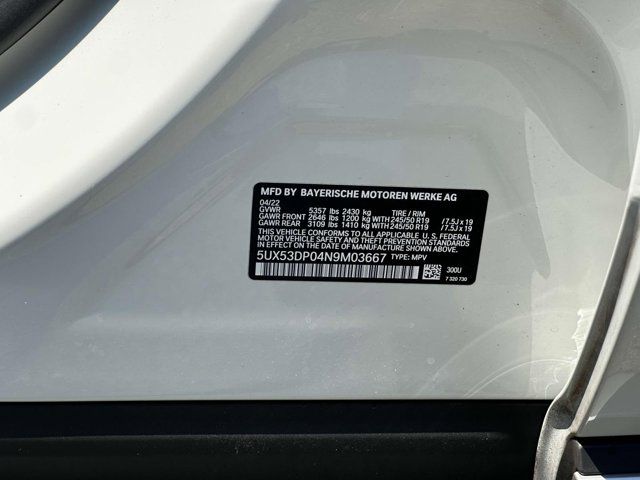 MFD BY BAYERISCHE MOTOREN WERKE AG
04/22
GVWR 5357 lbs 2430 kg TIRE / RIM
GAWR FRONT 2646 lbs 1200 kg WITH 245/50 R19 /7.5J x 19
GAWR REAR 3109 lbs 1410 kg WITH 245/50 R19 /7.5J x 19
THIS VEHICLE CONFORMS TO ALL APPLICABLE U. S. FEDERAL
MOTOR VEHICLE SAFETY STANDARDS IN EFFECT ON THE
DATE OF MANUFACTURE SHOWN ABOVE.
5UX53DP04N9M03667 TYPE: MPV
300U
7 320 730